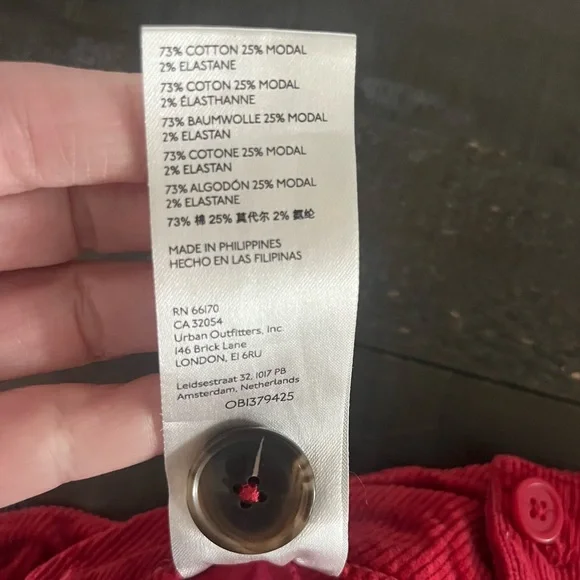 73% COTTON 25% MODAL
2% ELASTANE
73% COTON 25% MODAL
2% ÉLASTHANNE
73% BAUMWOLLE 25% MODAL
2% ELASTAN
73% COTONE 25% MODAL
2% ELASTAN
73% ALGODÓN 25% MODAL
2% ELASTANE
73% 棉 25% 莫代尔 2% 氨纶
MADE IN PHILIPPINES
HECHO EN LAS FILIPINAS
RN 66170
CA 32054
Urban Outfitters, Inc
146 Brick Lane
LONDON, E1 6RU
Leidsestraat 32, 1017 PB
Amsterdam, Netherlands
OB1379425